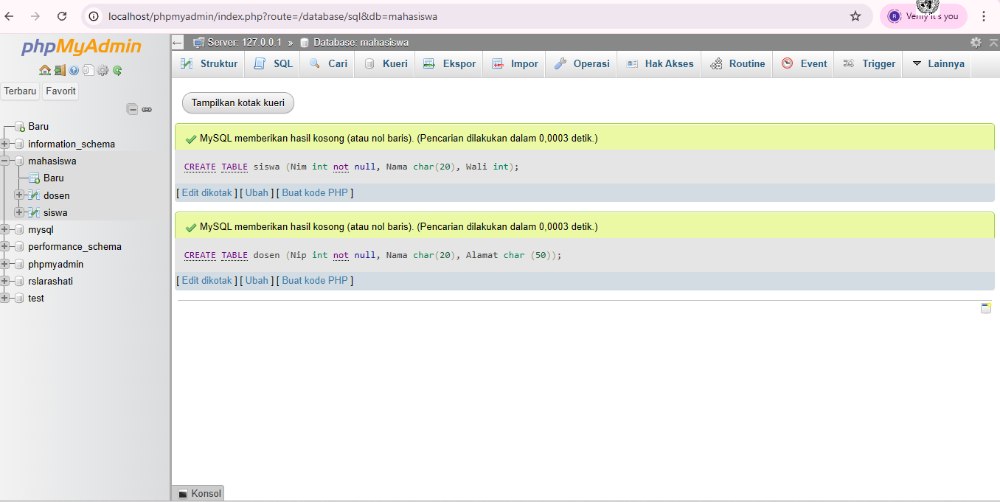 localhost/phpmyadmin/index.php?route=/database/sql&db=mahasiswa
R Verify it's you
phpMyAdmin
Terbaru Favorit
Baru
information_schema
mahasiswa
Baru
dosen
siswa
mysql
performance_schema
phpmyadmin
rslarashati
test
← Server: 127.0.0.1 » Database: mahasiswa
Struktur SQL Cari Kueri Ekspor Impor Operasi Hak Akses Routine Event Trigger Lainnya
Tampilkan kotak kueri
MySQL memberikan hasil kosong (atau nol baris). (Pencarian dilakukan dalam 0,0003 detik.)
CREATE TABLE siswa (Nim int not null, Nama char(20), Wali int);
[ Edit dikotak ] [ Ubah ] [ Buat kode PHP ]
MySQL memberikan hasil kosong (atau nol baris). (Pencarian dilakukan dalam 0,0003 detik.)
CREATE TABLE dosen (Nip int not null, Nama char(20), Alamat char (50));
[ Edit dikotak ] [ Ubah ] [ Buat kode PHP ]
Konsol